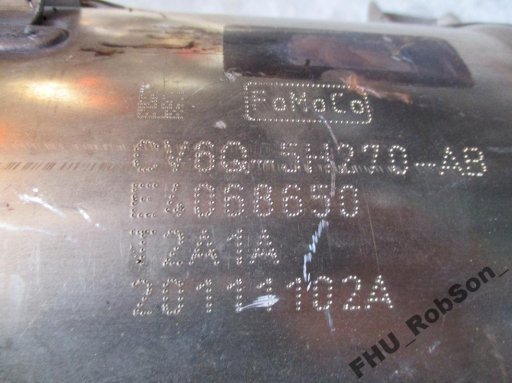 FoMoCo
CV6Q-5H270-AB
E4068650
T2A1A
20111102A
FHU_RobSon_